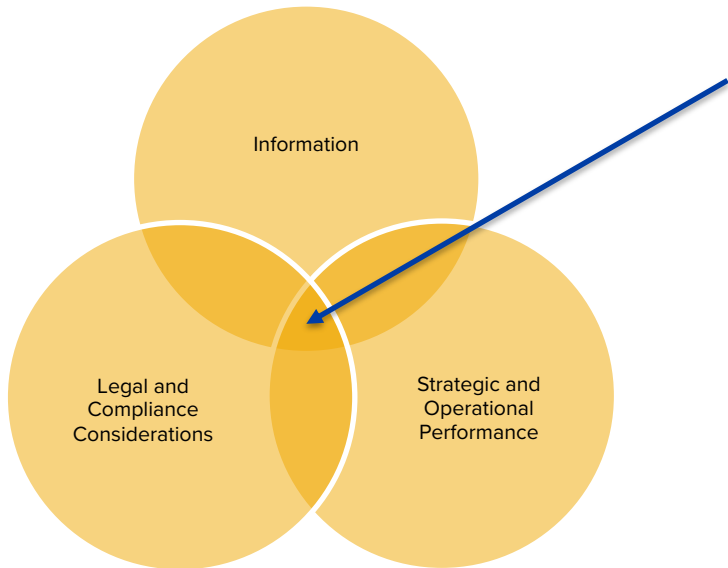 Information
Legal and
Compliance
Considerations
Strategic and
Operational
Performance